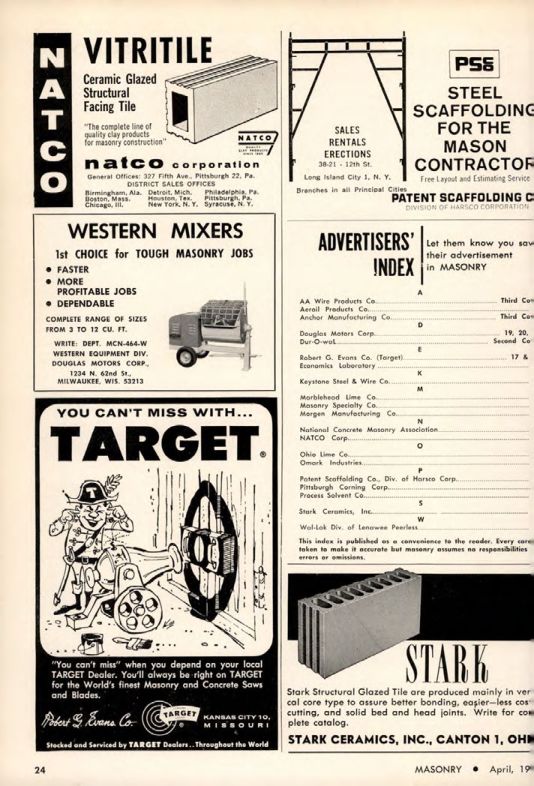 NATCO
VITRITILE
Ceramic Glazed
Structural
Facing Tile
"The complete line of
quality clay products
for masonry construction"
NATCO
natco corporation
General Offices: 327 Fifth Ave., Pittsburgh 22, Pa.
DISTRICT SALES OFFICES
Birmingham, Ala. Detroit, Mich. Philadelphia, Pa.
Boston, Mass. Houston, Tex. Pittsburgh, Pa.
Chicago, Ill. New York, N. Y. Syracuse, N. Y.
WESTERN MIXERS
1st CHOICE for TOUGH MASONRY JOBS
● FASTER
● MORE
PROFITABLE JOBS
● DEPENDABLE
COMPLETE RANGE OF SIZES
FROM 3 TO 12 CU. FT.
WRITE: DEPT. MCN-464-W
WESTERN EQUIPMENT DIV.
DOUGLAS MOTORS CORP.,
1234 N. 62nd St.,
MILWAUKEE, WIS. 53213
YOU CAN'T MISS WITH...
TARGET®
T
"You can't miss" when you depend on your local
TARGET Dealer. You'll always be right on TARGET
for the World's finest Masonry and Concrete Saws
and Blades.
Robert G. Evans Co.
TARGET
KANSAS CITY 10,
MISSOURI
Stocked and Serviced by TARGET Dealers..Throughout the World
24
SALES
RENTALS
ERECTIONS
38-21 - 12th St.
Long Island City 1, N. Y.
Branches in all Principal Cities
STEEL
SCAFFOLDING
FOR THE
MASON
CONTRACTOR
Free Layout and Estimating Service
PATENT SCAFFOLDING C
DIVISION OF HARSCO CORPORATION
ADVERTISERS'
INDEX
Let them know you saw
their advertisement
in MASONRY
A
AA Wire Products Co. Third Cov
Aeroil Products Co.
Anchor Manufacturing Co. Third Cov
D
Douglas Motors Corp. 19, 20,
Dur-O-waL Second Co
E
Robert G. Evans Co. (Target) 17 &
Economics Laboratory
K
Keystone Steel & Wire Co.
M
Marblehead Lime Co.
Masonry Specialty Co.
Morgen Manufacturing Co.
N
National Concrete Masonry Association
NATCO Corp.
O
Ohio Lime Co.
Omark Industries
P
Patent Scaffolding Co., Div. of Harsco Corp.
Pittsburgh Corning Corp.
Process Solvent Co.
S
Stark Ceramics, Inc.
W
Wal-Lok Div. of Lenawee Peerless
This index is published as a convenience to the reader. Every care
taken to make it accurate but masonry assumes no responsibilities
errors or omissions.
STARK
Stark Structural Glazed Tile are produced mainly in ver
cal core type to assure better bonding, easier—less cos
cutting, and solid bed and head joints. Write for com
plete catalog.
STARK CERAMICS, INC., CANTON 1, OHI
MASONRY ● April, 19